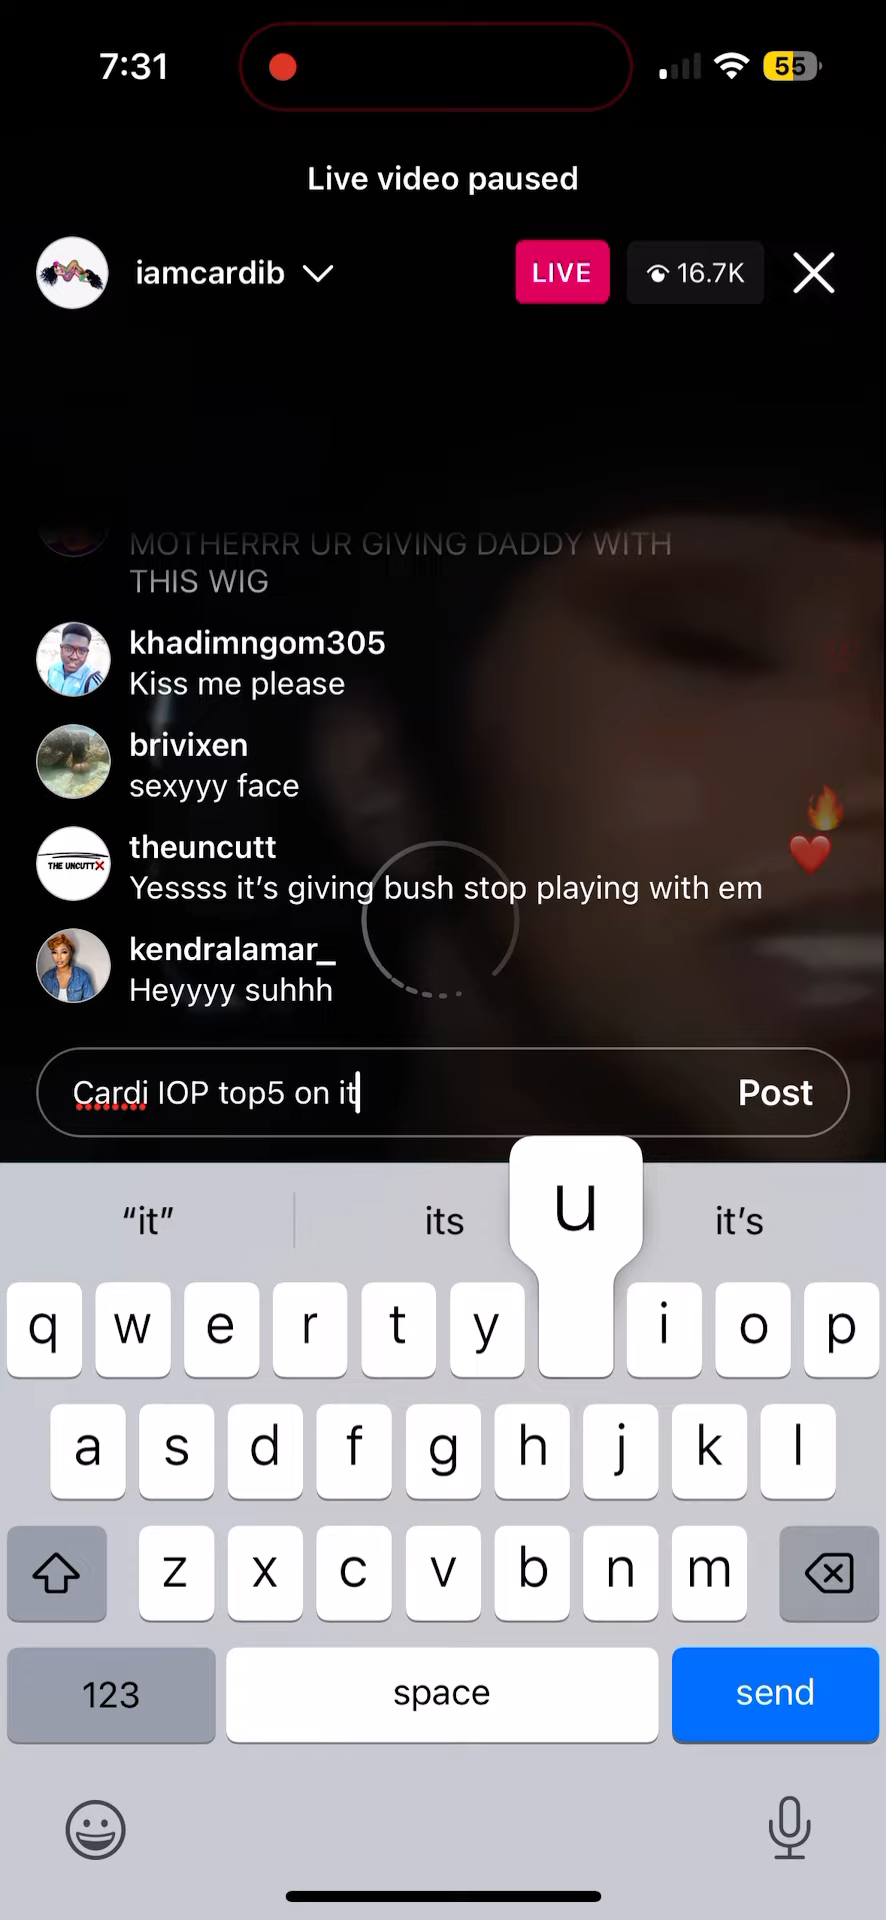 7:31
55
Live video paused
iamcardib
LIVE
16.7K
MOTHERRR UR GIVING DADDY WITH
THIS WIG
khadimngom305
Kiss me please
brivixen
sexyyy face
THE UNCUTTX
theuncutt
Yessss it’s giving bush stop playing with em
kendralamar_
Heyyyy suhhh
Cardi IOP top5 on it
Post
“it”
its
it’s
q w e r t y u i o p
a s d f g h j k l
z x c v b n m
123
space
send